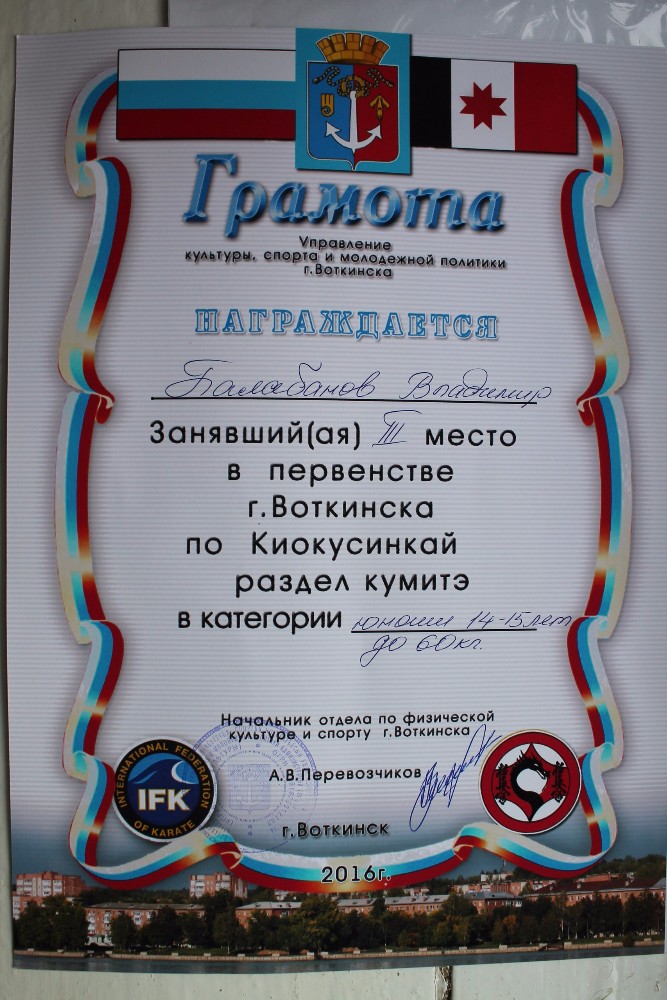 Грамота
Управление
культуры, спорта и молодежной политики
г.Воткинска
НАГРАЖДАЕТСЯ
Балабанов Владимир
Занявший(ая) III место
в первенстве
г.Воткинска
по Киокусинкай
раздел кумитэ
в категории юноши 14-15 лет
до 60 кг.
Начальник отдела по физической
культуре и спорту г.Воткинска
А.В.Перевозчиков
INTERNATIONAL FEDERATION
IFK
OF KARATE
г.Воткинск
2016г.